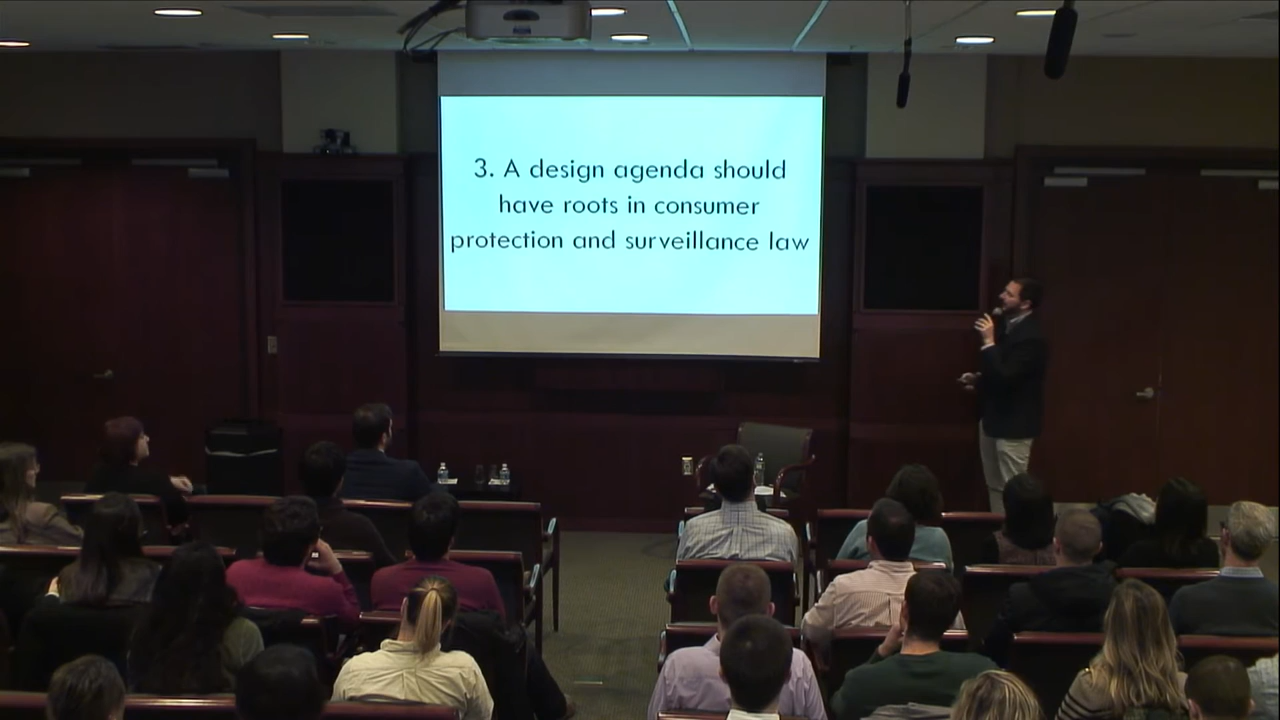 3. A design agenda should
have roots in consumer
protection and surveillance law